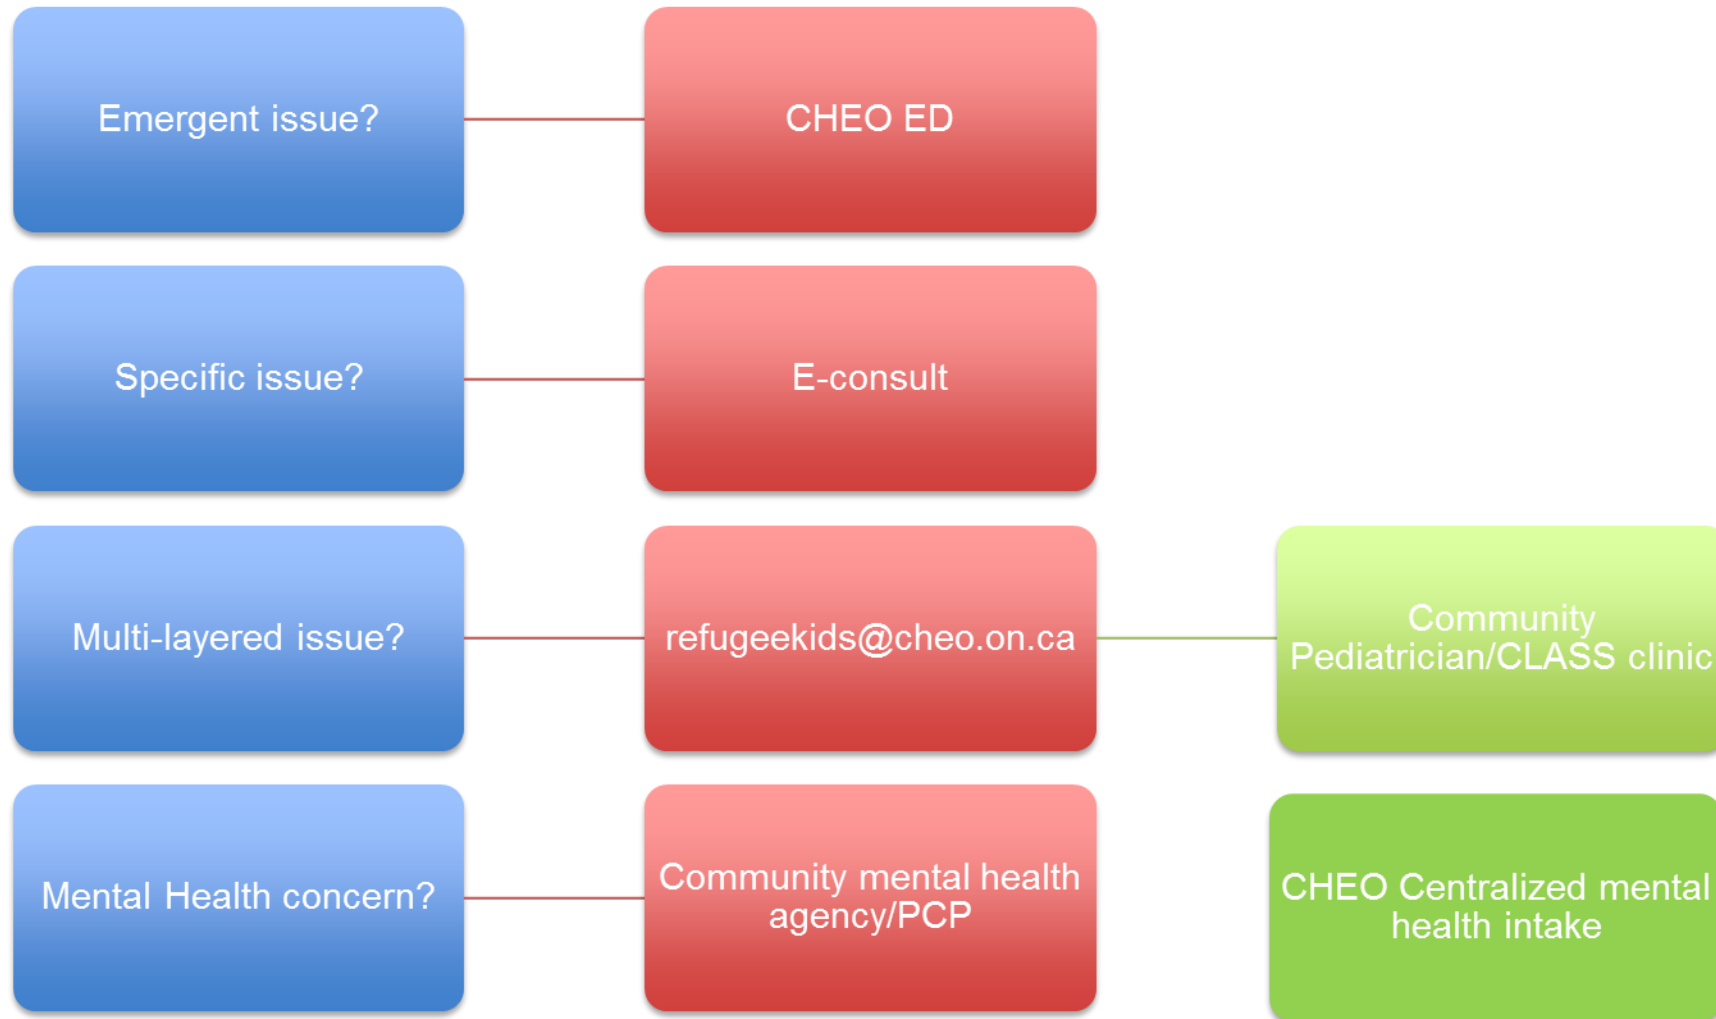 Emergent issue?
CHEO ED
Specific issue?
E-consult
Multi-layered issue?
refugeekids@cheo.on.ca
Community
Pediatrician/CLASS clinic
Mental Health concern?
Community mental health
agency/PCP
CHEO Centralized mental
health intake